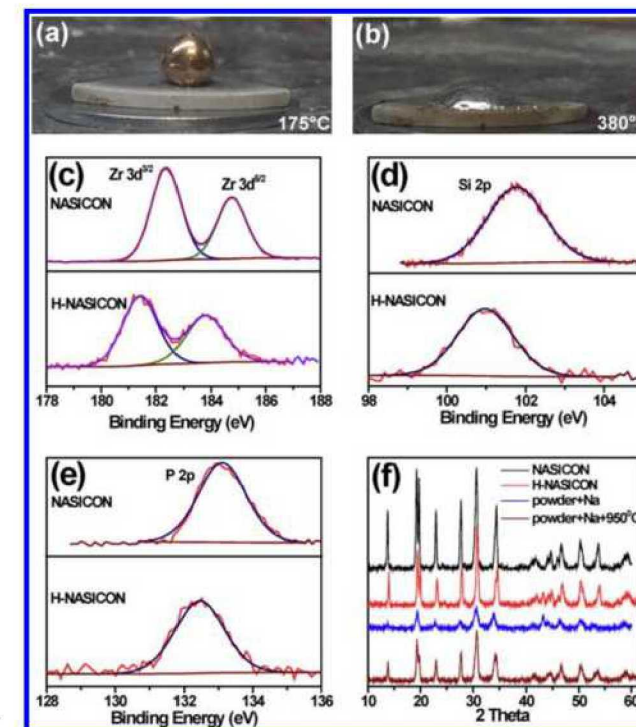 (a)
175°C
(b)
380°
(c)
Zr 3d3/2
Zr 3d5/2
NASICON
H-NASICON
178 180 182 184 186 188
Binding Energy (eV)
(d)
Si 2p
NASICON
H-NASICON
98 100 102 104
Binding Energy (eV)
(e)
P 2p
NASICON
H-NASICON
128 130 132 134 136
Binding Energy (eV)
(f)
NASICON
H-NASICON
powder+Na
powder+Na+950°C
10 20 30 40 50 60
2 Theta